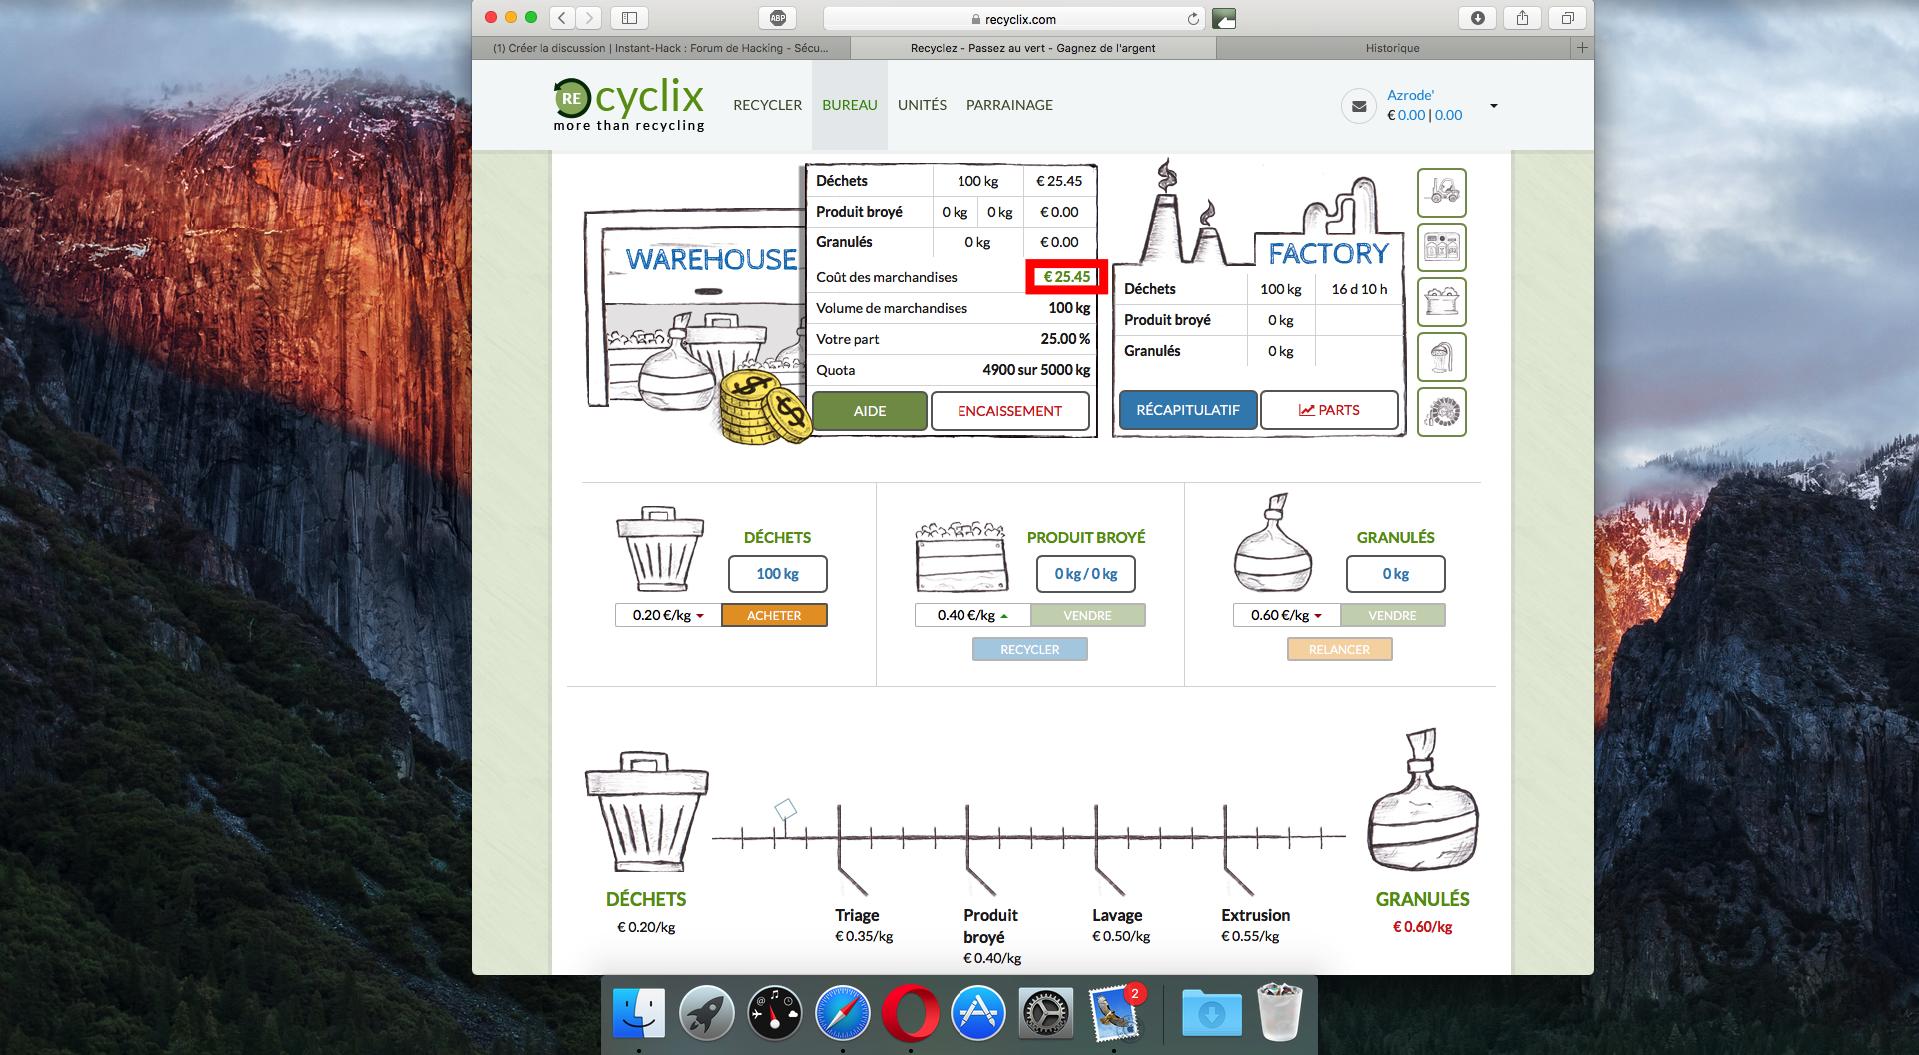 ABP
recyclix.com
(1) Créer la discussion | Instant-Hack : Forum de Hacking - Sécu...
Recyclez - Passez au vert - Gagnez de l'argent
Historique
REcyclix
more than recycling
RECYCLER
BUREAU
UNITÉS
PARRAINAGE
Azrode'
€ 0.00 | 0.00
WAREHOUSE
Déchets 100 kg € 25.45
Produit broyé 0 kg 0 kg € 0.00
Granulés 0 kg € 0.00
Coût des marchandises € 25.45
Volume de marchandises 100 kg
Votre part 25.00 %
Quota 4900 sur 5000 kg
AIDE
ENCAISSEMENT
FACTORY
Déchets 100 kg 16 d 10 h
Produit broyé 0 kg
Granulés 0 kg
RÉCAPITULATIF
PARTS
DÉCHETS
100 kg
0.20 €/kg
ACHETER
PRODUIT BROYÉ
0 kg / 0 kg
0.40 €/kg
VENDRE
RECYCLER
GRANULÉS
0 kg
0.60 €/kg
VENDRE
RELANCER
DÉCHETS
€ 0.20/kg
Triage
€ 0.35/kg
Produit
broyé
€ 0.40/kg
Lavage
€ 0.50/kg
Extrusion
€ 0.55/kg
GRANULÉS
€ 0.60/kg
2